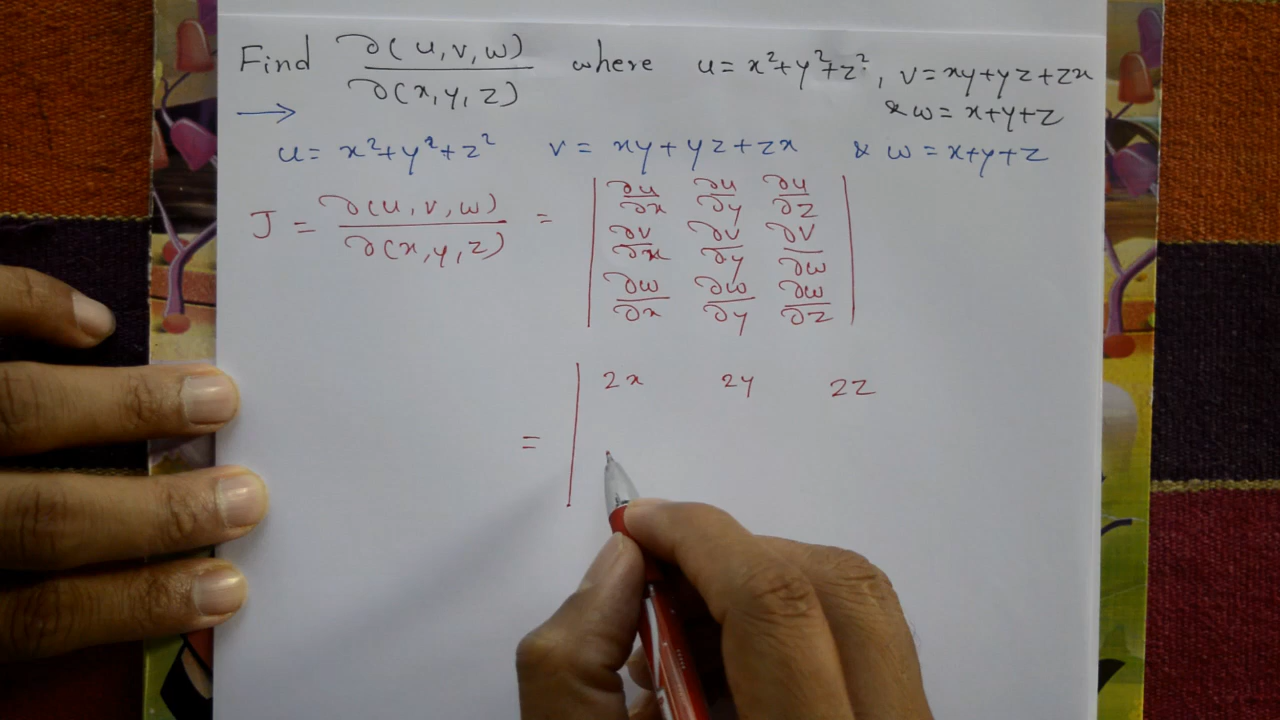 Find ∂(u,v,w)/∂(x,y,z) where u=x²+y²+z², v=xy+yz+zx
& w=x+y+z
→
u= x²+y²+z² v= xy+yz+zx & w=x+y+z
J = ∂(u,v,w)/∂(x,y,z) = | ∂u/∂x ∂u/∂y ∂u/∂z |
| ∂v/∂x ∂v/∂y ∂v/∂w |
| ∂w/∂x ∂w/∂y ∂w/∂z |
= | 2x 2y 2z